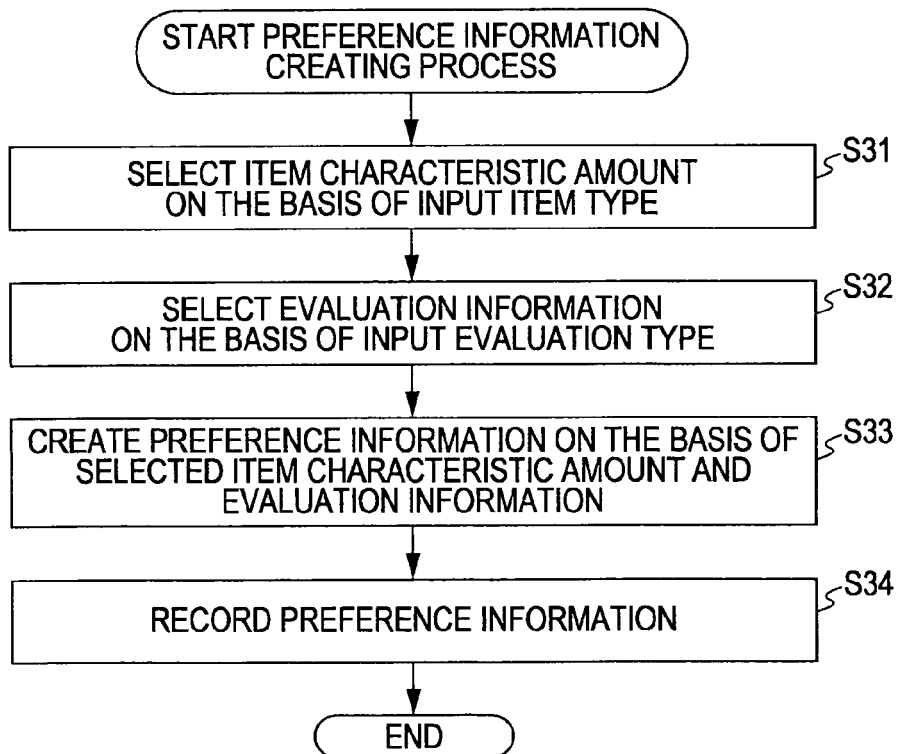 START PREFERENCE INFORMATION
CREATING PROCESS
S31
SELECT ITEM CHARACTERISTIC AMOUNT
ON THE BASIS OF INPUT ITEM TYPE
S32
SELECT EVALUATION INFORMATION
ON THE BASIS OF INPUT EVALUATION TYPE
S33
CREATE PREFERENCE INFORMATION ON THE BASIS OF
SELECTED ITEM CHARACTERISTIC AMOUNT AND
EVALUATION INFORMATION
S34
RECORD PREFERENCE INFORMATION
END